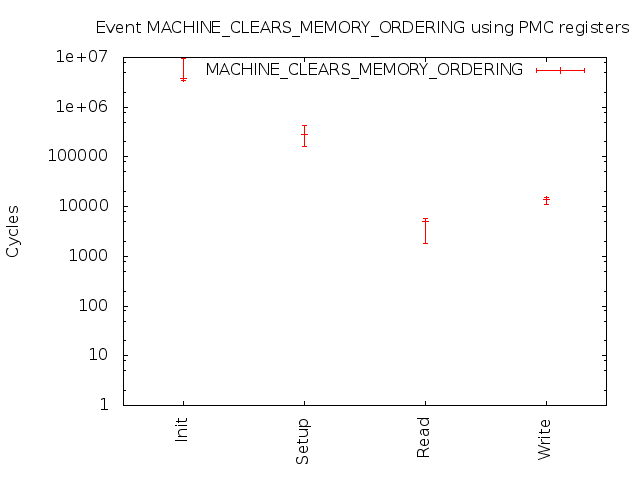 Event MACHINE_CLEARS_MEMORY_ORDERING using PMC registers
MACHINE_CLEARS_MEMORY_ORDERING
1e+07
1e+06
100000
10000
1000
100
10
1
Cycles
Init
Setup
Read
Write